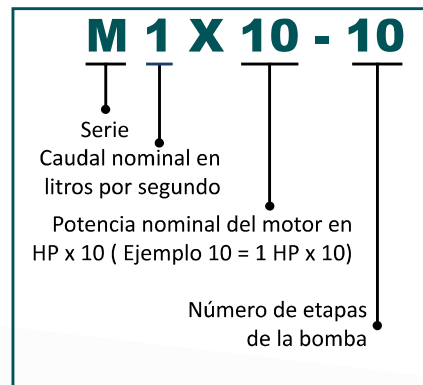 M 1 X 10 - 10
Serie
Caudal nominal en
litros por segundo
Potencia nominal del motor en
HP x 10 ( Ejemplo 10 = 1 HP x 10)
Número de etapas
de la bomba